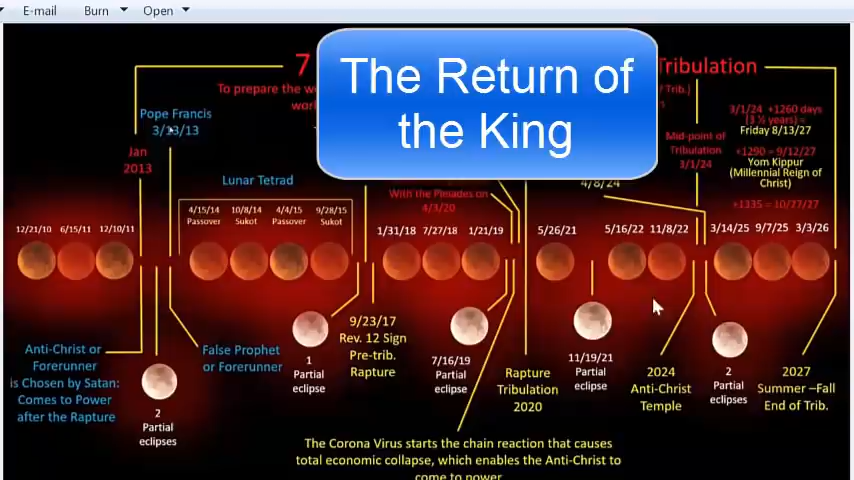 E-mail Burn Open
The Return of
the King
7
Tribulation
To prepare the
Pope Francis
3/13/13
Jan
2013
Lunar Tetrad
4/15/14
Passover
10/8/14
Sukot
4/4/15
Passover
9/28/15
Sukot
With the Pleiades on
4/3/20
4/8/24
Mid-point of
Tribulation
3/1/24
3/1/24 +1260 days
(3 ½ years) =
Friday 8/13/27
+1290 = 9/12/27
Yom Kippur
(Millennial Reign of
Christ)
+1335 = 10/27/27
12/21/10 6/15/11 12/10/11
1/31/18 7/27/18 1/21/19
5/26/21
5/16/22 11/8/22
3/14/25 9/7/25 3/3/26
Anti-Christ or
Forerunner
is Chosen by Satan:
Comes to Power
after the Rapture
2
Partial
eclipses
False Prophet
or Forerunner
1
Partial
eclipse
9/23/17
Rev. 12 Sign
Pre-trib.
Rapture
7/16/19
Partial
eclipse
Rapture
Tribulation
2020
11/19/21
Partial
eclipse
2024
Anti-Christ
Temple
2
Partial
eclipses
2027
Summer –Fall
End of Trib.
The Corona Virus starts the chain reaction that causes
total economic collapse, which enables the Anti-Christ to
come to power